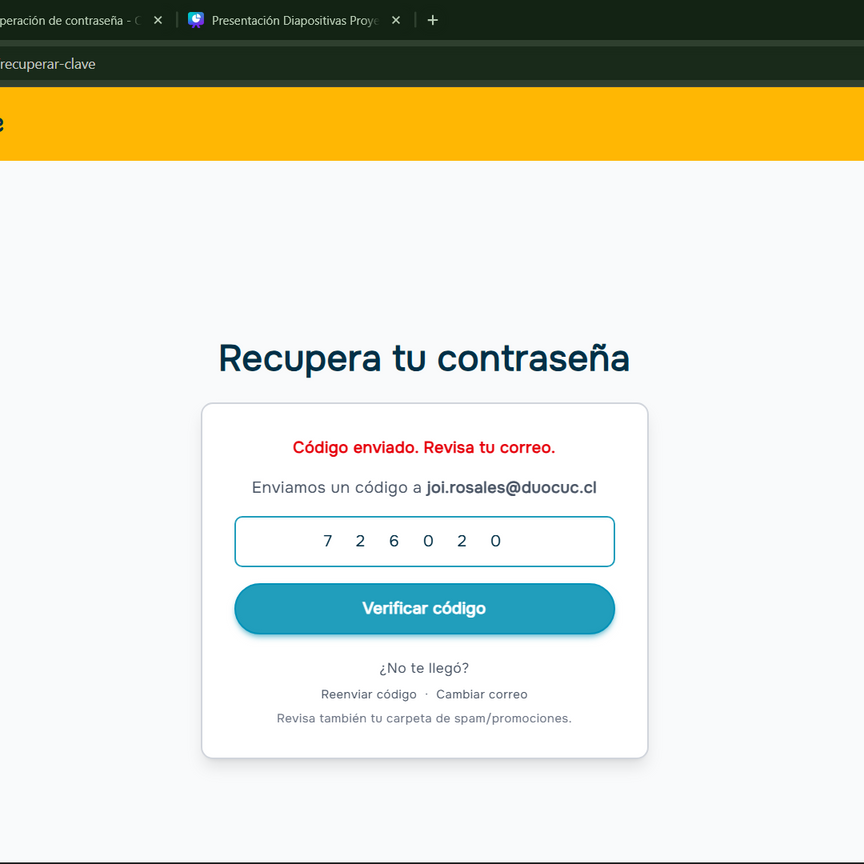 peración de contraseña -
Presentación Diapositivas Proye
recuperar-clave
Recupera tu contraseña
Código enviado. Revisa tu correo.
Enviamos un código a joi.rosales@duocuc.cl
7 2 6 0 2 0
Verificar código
¿No te llegó?
Reenviar código · Cambiar correo
Revisa también tu carpeta de spam/promociones.